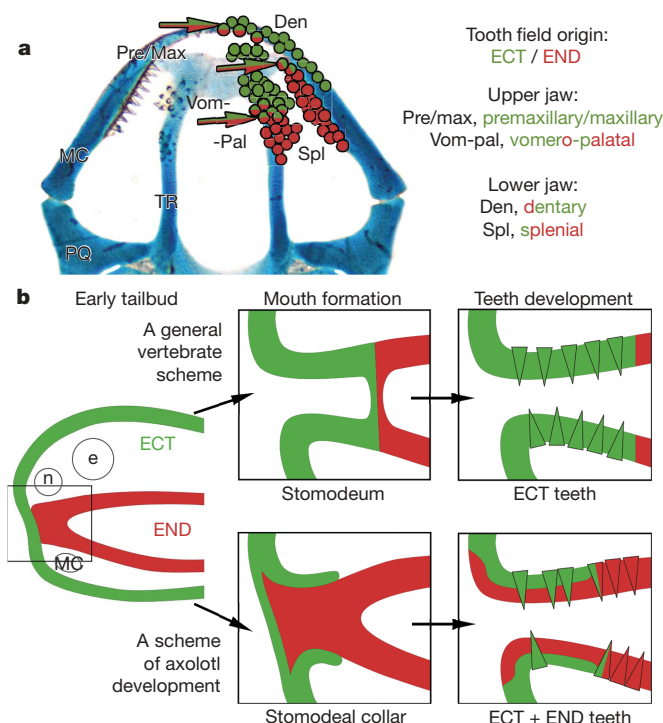 a
Den
Pre/Max
Vom-
-Pal
Spl
MC
TR
PQ
Tooth field origin:
ECT / END
Upper jaw:
Pre/max, premaxillary/maxillary
Vom-pal, vomero-palatal
Lower jaw:
Den, dentary
Spl, splenial
b
Early tailbud
Mouth formation
Teeth development
A general
vertebrate
scheme
ECT
e
n
END
MC
Stomodeum
ECT teeth
A scheme
of axolotl
development
Stomodeal collar
ECT + END teeth